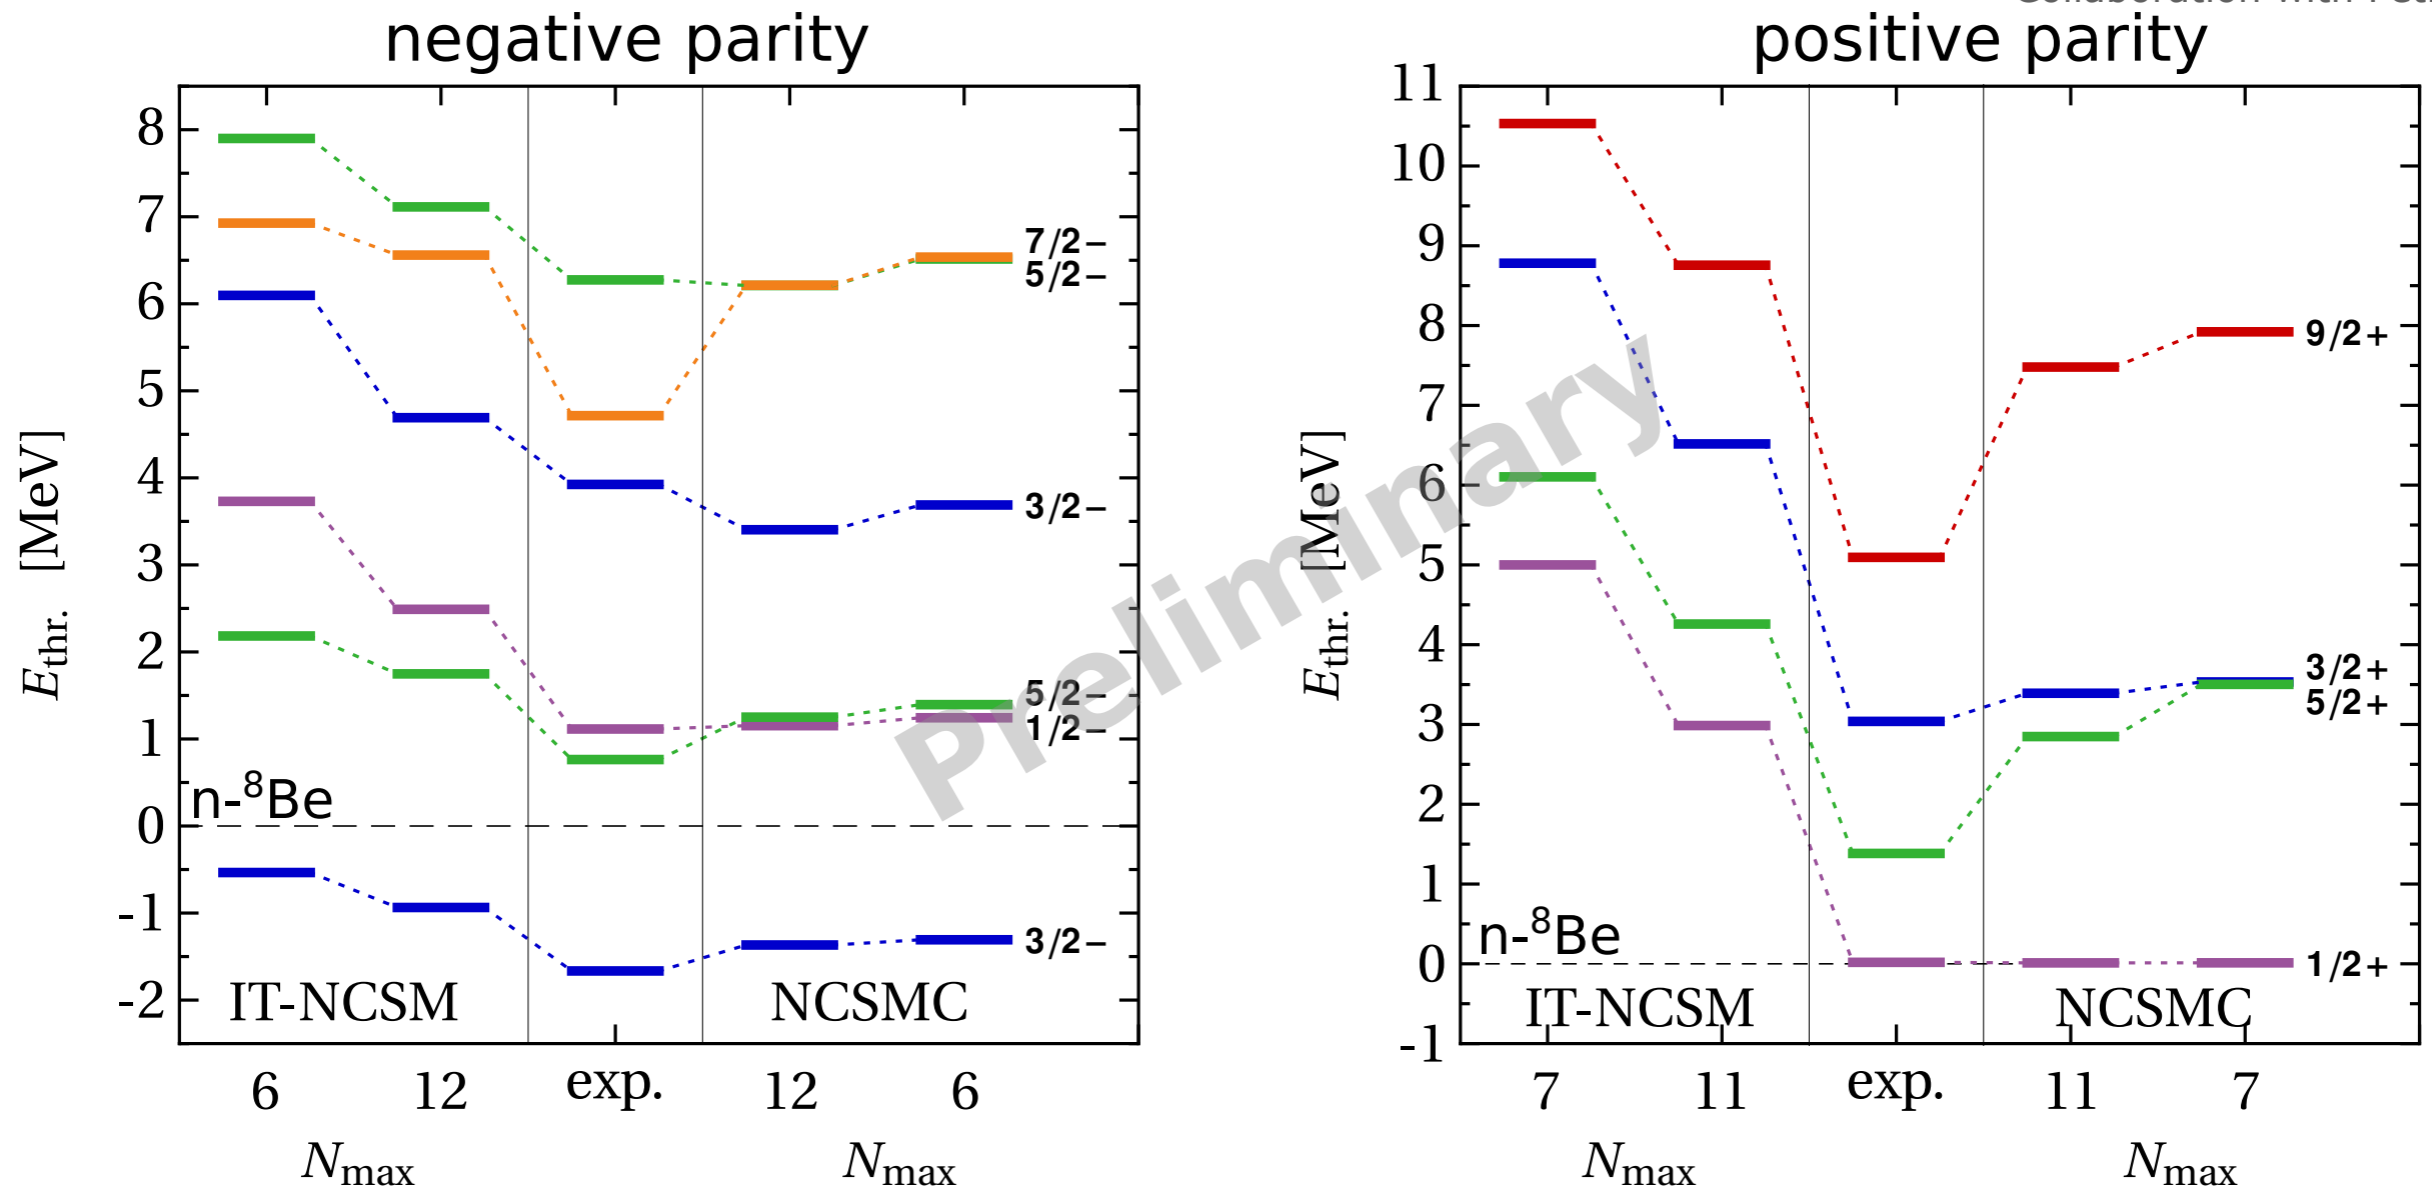 negative parity
positive parity
8
7
6
5
4
3
2
1
0
-1
-2
E_thr. [MeV]
n-⁸Be
IT-NCSM
NCSMC
7/2−
5/2−
3/2−
5/2−
1/2−
3/2−
6
12
exp.
12
6
N_max
N_max
11
10
9
8
7
6
5
4
3
2
1
0
-1
E_thr. [MeV]
n-⁸Be
IT-NCSM
NCSMC
9/2+
3/2+
5/2+
1/2+
7
11
exp.
11
7
N_max
N_max
Preliminary